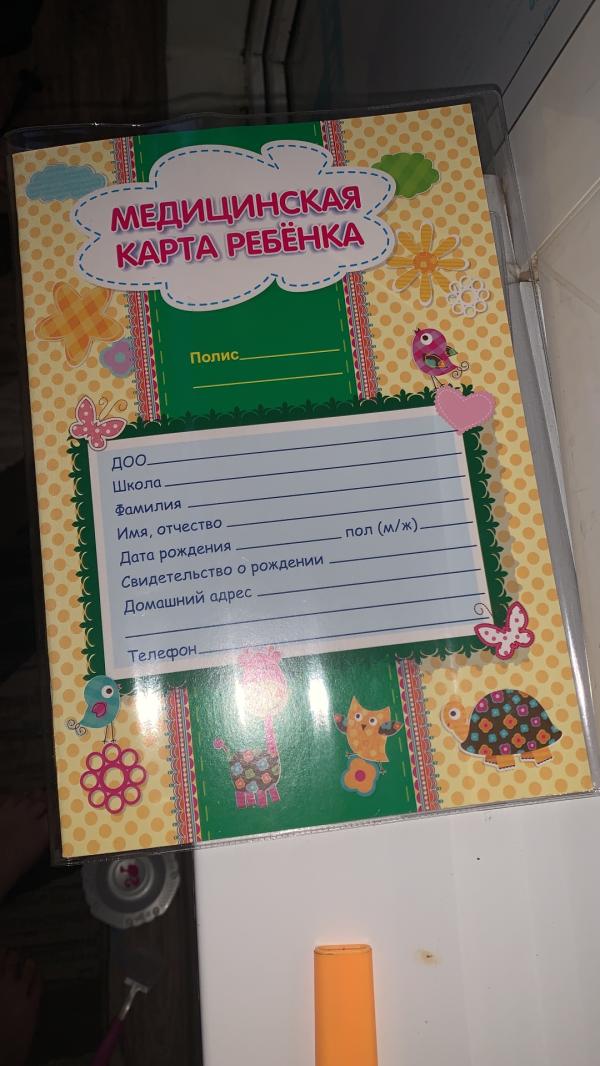 МЕДИЦИНСКАЯ
КАРТА РЕБЁНКА
Полис
ДОО
Школа
Фамилия
Имя, отчество
Дата рождения пол (м/ж)
Свидетельство о рождении
Домашний адрес
Телефон